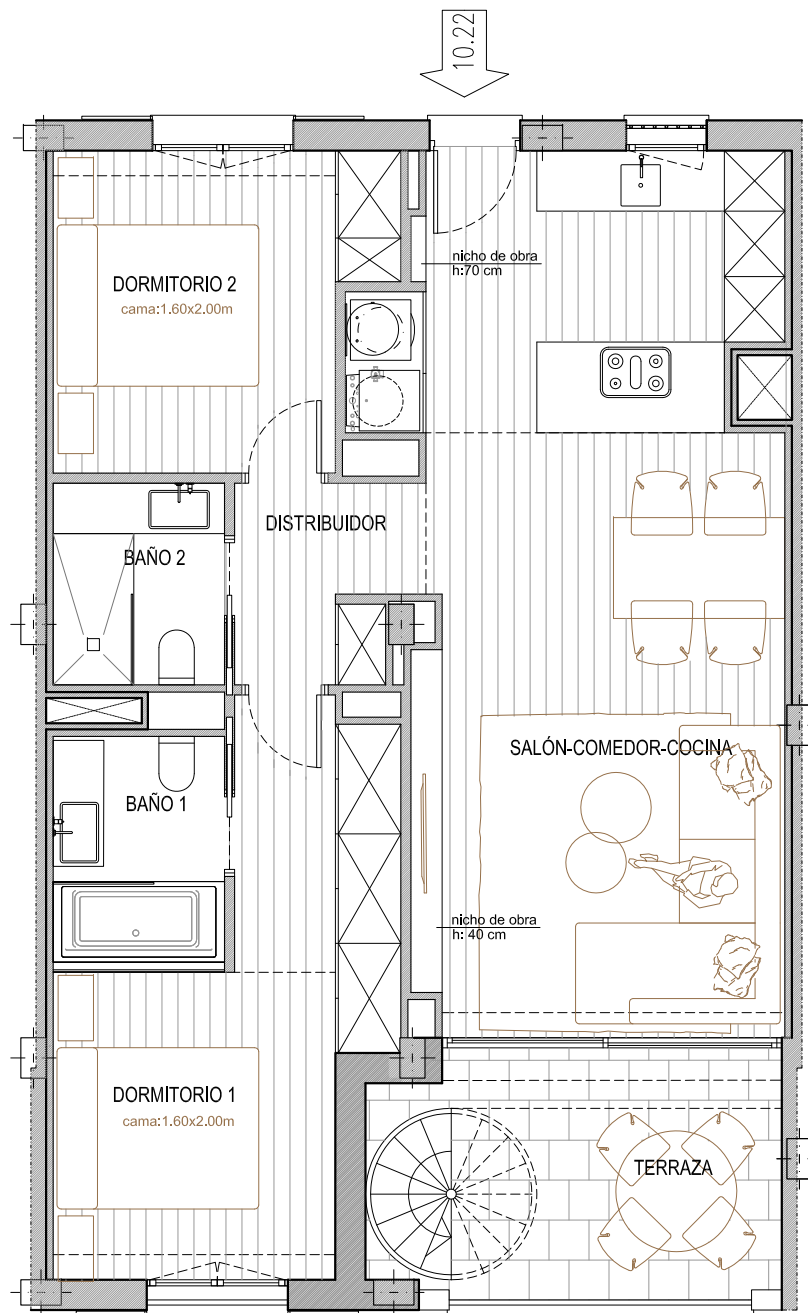 10.22
nicho de obra
h:70 cm
DORMITORIO 2
cama:1.60x2.00m
DISTRIBUIDOR
BAÑO 2
SALÓN-COMEDOR-COCINA
BAÑO 1
nicho de obra
h: 40 cm
DORMITORIO 1
cama:1.60x2.00m
TERRAZA